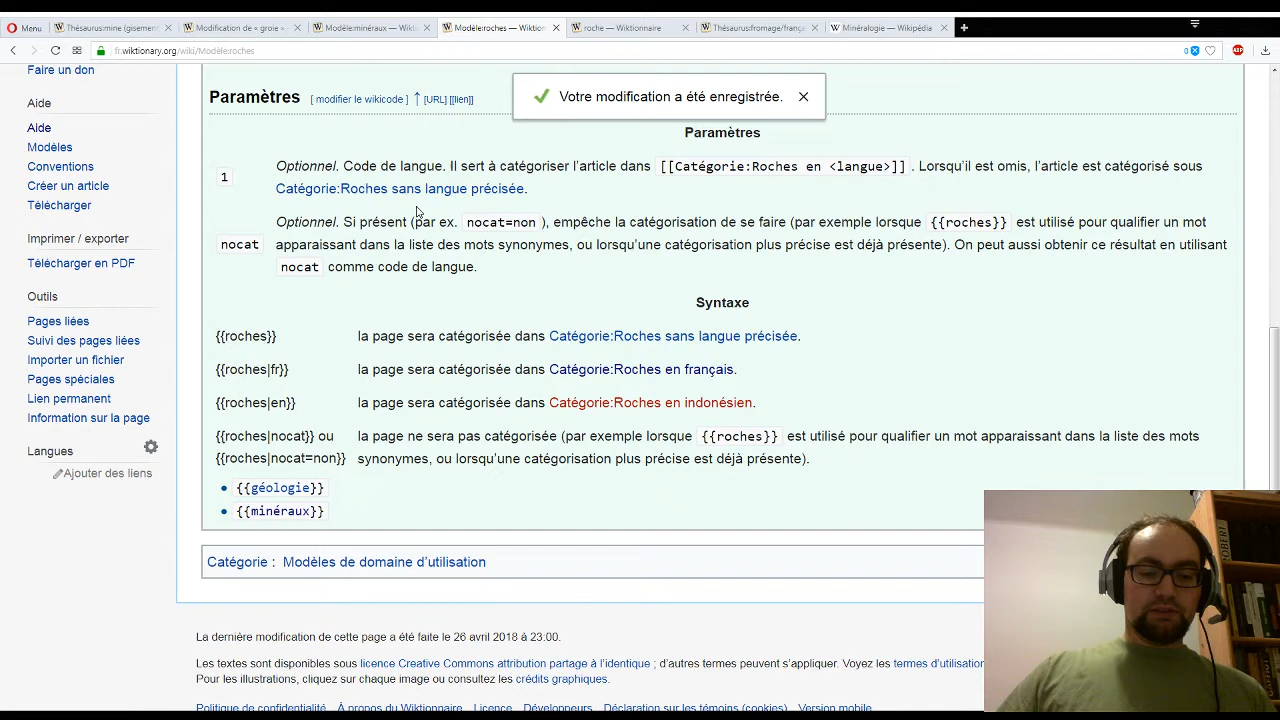 Menu
Thésaurus:mine (gisemen
Modification de « ornie »
Modèle:minéraux — Wikti
Modèle:roches — Wiktion
roche — Wiktionnaire
Thésaurus:fromage/frança
Minéralogie — Wikipédia
fr.wiktionary.org/wiki/Modèle:roches
0
ABP
Faire un don
Aide
Aide
Modèles
Conventions
Créer un article
Télécharger
Imprimer / exporter
Télécharger en PDF
Outils
Pages liées
Suivi des pages liées
Importer un fichier
Pages spéciales
Lien permanent
Information sur la page
Langues
Ajouter des liens
Votre modification a été enregistrée.
Paramètres [ modifier le wikicode ] ↑ [URL] [[lien]]
Paramètres
1 Optionnel. Code de langue. Il sert à catégoriser l’article dans [[Catégorie:Roches en <langue>]] . Lorsqu’il est omis, l’article est catégorisé sous
Catégorie:Roches sans langue précisée.
Optionnel. Si présent (par ex. nocat=non ), empêche la catégorisation de se faire (par exemple lorsque {{roches}} est utilisé pour qualifier un mot
nocat apparaissant dans la liste des mots synonymes, ou lorsqu’une catégorisation plus précise est déjà présente). On peut aussi obtenir ce résultat en utilisant
nocat comme code de langue.
Syntaxe
{{roches}} la page sera catégorisée dans Catégorie:Roches sans langue précisée.
{{roches|fr}} la page sera catégorisée dans Catégorie:Roches en français.
{{roches|en}} la page sera catégorisée dans Catégorie:Roches en indonésien.
{{roches|nocat}} ou la page ne sera pas catégorisée (par exemple lorsque {{roches}} est utilisé pour qualifier un mot apparaissant dans la liste des mots
{{roches|nocat=non}} synonymes, ou lorsqu’une catégorisation plus précise est déjà présente).
{{géologie}}
{{minéraux}}
Catégorie : Modèles de domaine d’utilisation
La dernière modification de cette page a été faite le 26 avril 2018 à 23:00.
Les textes sont disponibles sous licence Creative Commons attribution partage à l’identique ; d’autres termes peuvent s’appliquer. Voyez les termes d’utilisation
Pour les illustrations, cliquez sur chaque image ou consultez les crédits graphiques.
Politique de confidentialité À propos du Wiktionnaire Licence Développeurs Déclaration sur les témoins (cookies) Version mobile